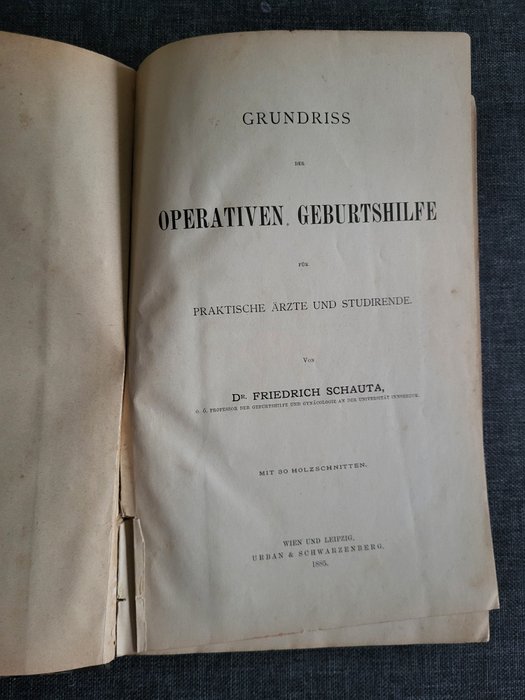 GRUNDRISS
DER
OPERATIVEN GEBURTSHILFE
FÜR
PRAKTISCHE ÄRZTE UND STUDIRENDE.
VON
DR. FRIEDRICH SCHAUTA,
O. Ö. PROFESSOR DER GEBURTSHILFE UND GYNÄCOLOGIE AN DER UNIVERSITÄT INNSBRUCK.
MIT 30 HOLZSCHNITTEN.
WIEN UND LEIPZIG,
URBAN & SCHWARZENBERG.
1885.